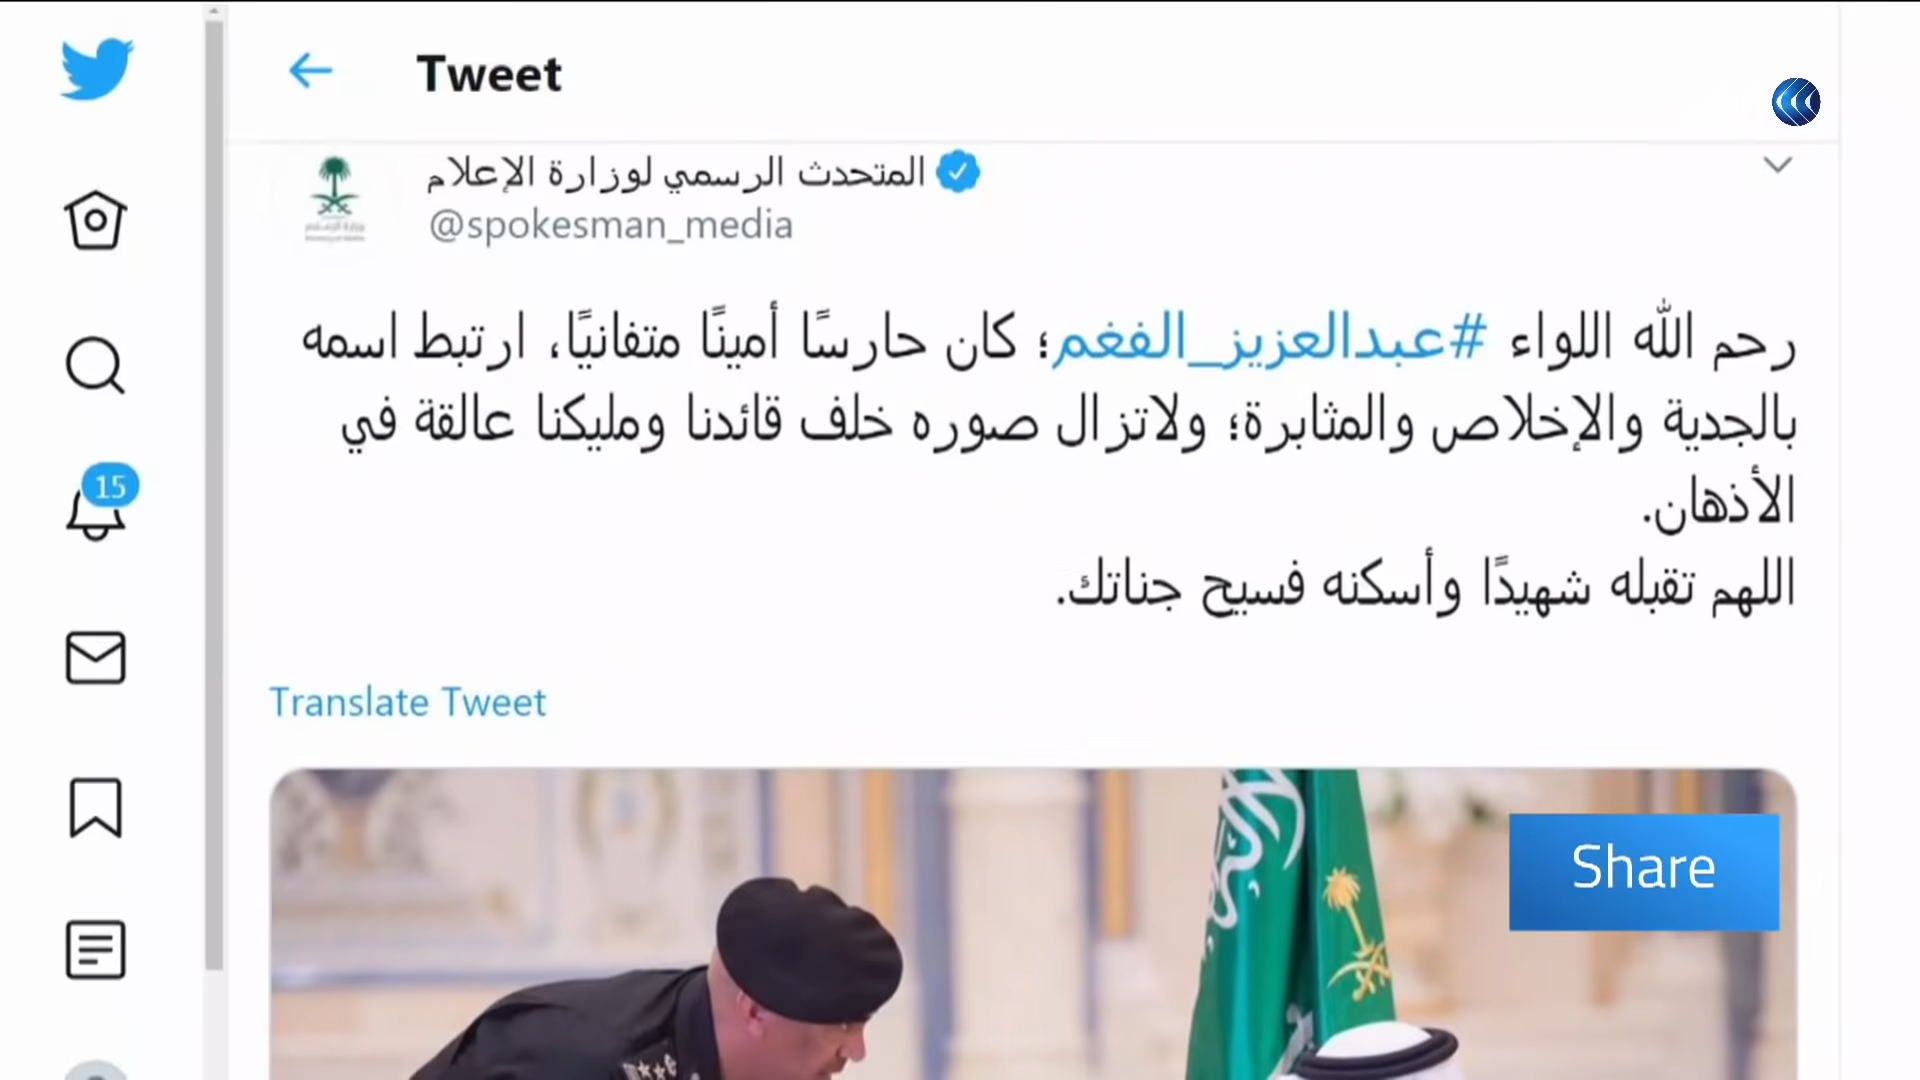 Tweet
المتحدث الرسمي لوزارة الإعلام
@spokesman_media
رحم الله اللواء #عبدالعزيز_الفغم؛ كان حارسًا أمينًا متفانيًا، ارتبط اسمه
بالجدية والإخلاص والمثابرة؛ ولاتزال صوره خلف قائدنا ومليكنا عالقة في
الأذهان.
اللهم تقبله شهيدًا وأسكنه فسيح جناتك.
15
Translate Tweet
Share